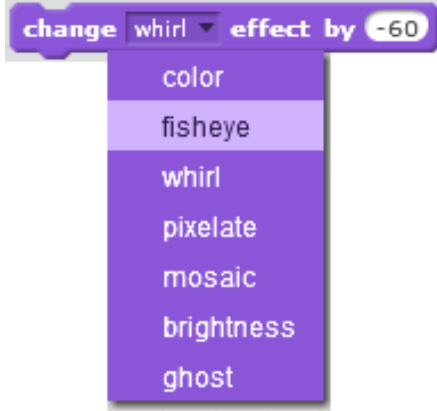 change whirl effect by -60
color
fisheye
whirl
pixelate
mosaic
brightness
ghost